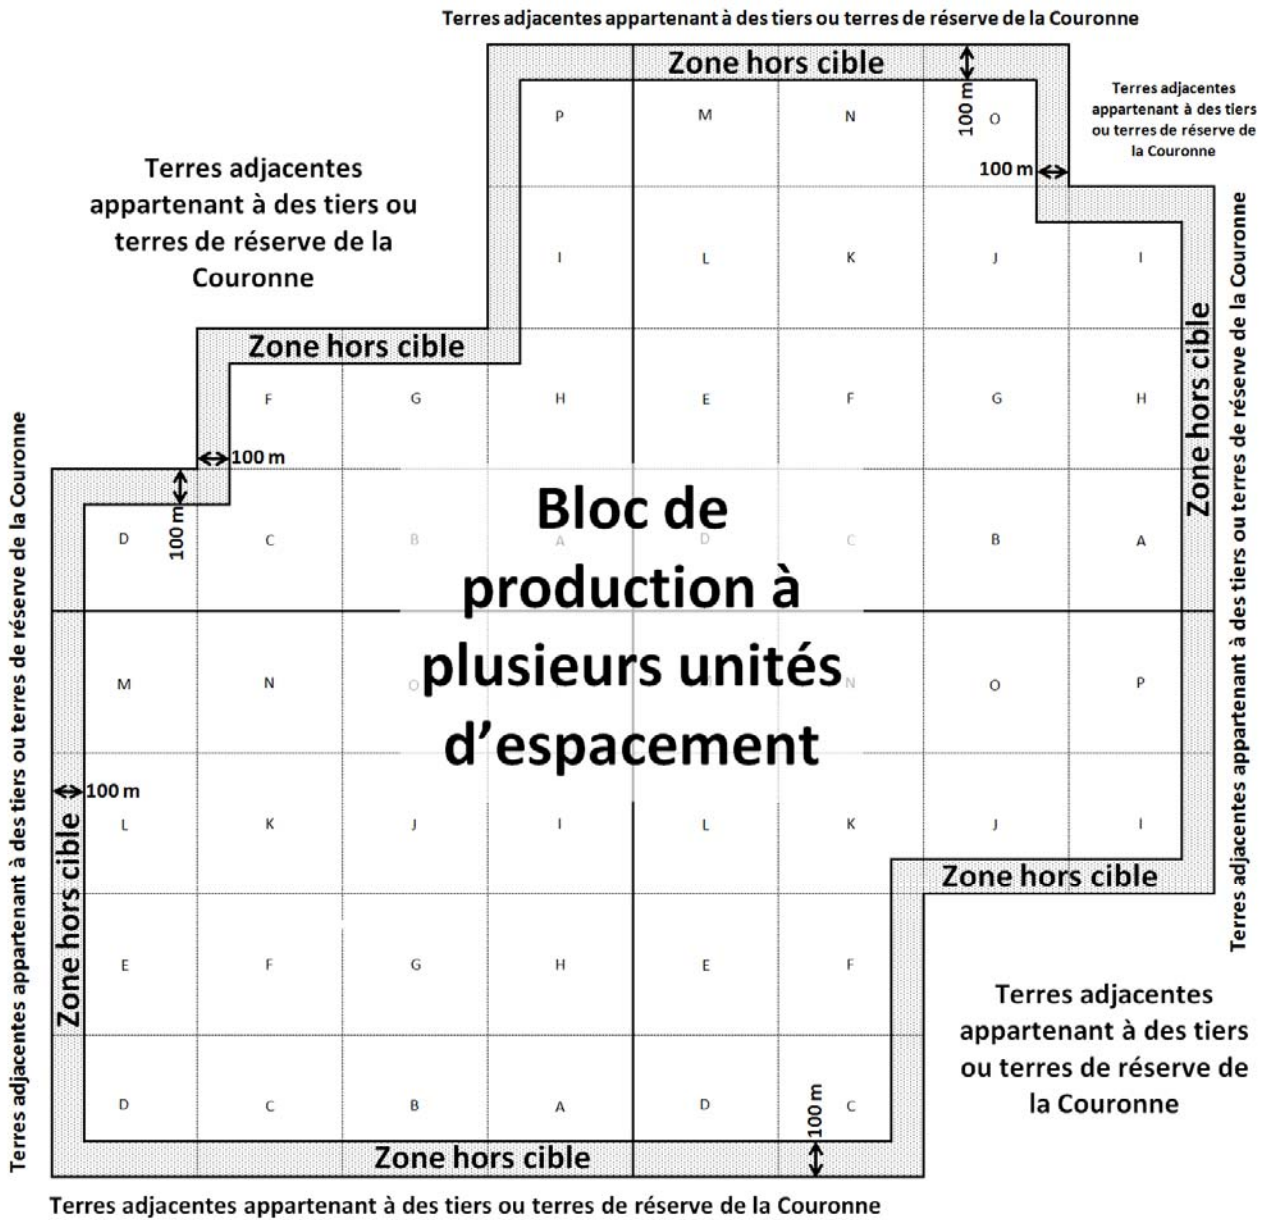 Terres adjacentes appartenant à des tiers ou terres de réserve de la Couronne
Zone hors cible
100 m
Terres adjacentes
appartenant à des tiers
ou terres de réserve de
la Couronne
P M N O
100 m
Terres adjacentes
appartenant à des tiers ou
terres de réserve de la
Couronne
I L K J I
Zone hors cible
Zone hors cible
Terres adjacentes appartenant à des tiers ou terres de réserve de la Couronne
F G H E F G H
100 m
Terres adjacentes appartenant à des tiers ou terres de réserve de la Couronne
Bloc de
production à
plusieurs unités
d'espacement
D C B A D C B A
100 m
M N O N O P
100 m
L K J I L K J I
Zone hors cible
Zone hors cible
E F G H E F
Terres adjacentes
appartenant à des tiers
ou terres de réserve de
la Couronne
D C B A D C
100 m
Zone hors cible
Terres adjacentes appartenant à des tiers ou terres de réserve de la Couronne